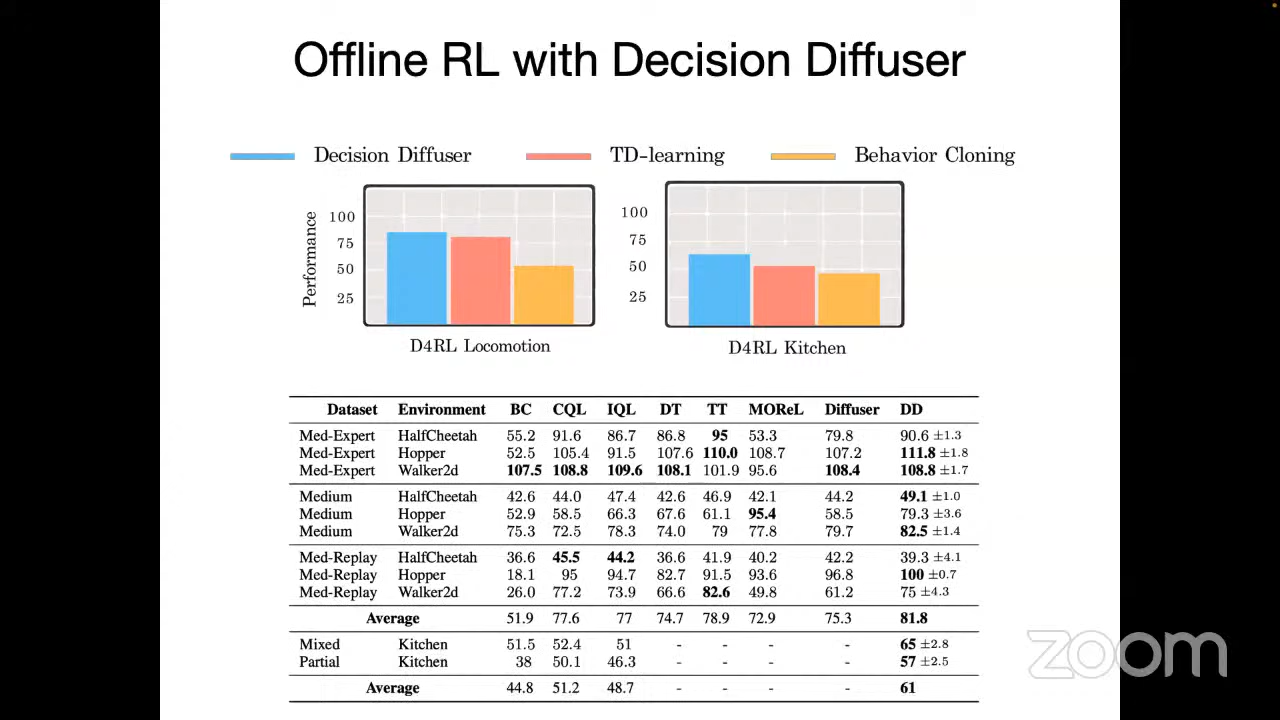 Offline RL with Decision Diffuser
Decision Diffuser TD-learning Behavior Cloning
Performance
100
75
50
25
D4RL Locomotion
100
75
50
25
D4RL Kitchen
Dataset Environment BC CQL IQL DT TT MOReL Diffuser DD
Med-Expert HalfCheetah 55.2 91.6 86.7 86.8 95 53.3 79.8 90.6 ±1.3
Med-Expert Hopper 52.5 105.4 91.5 107.6 110.0 108.7 107.2 111.8 ±1.8
Med-Expert Walker2d 107.5 108.8 109.6 108.1 101.9 95.6 108.4 108.8 ±1.7
Medium HalfCheetah 42.6 44.0 47.4 42.6 46.9 42.1 44.2 49.1 ±1.0
Medium Hopper 52.9 58.5 66.3 67.6 61.1 95.4 58.5 79.3 ±3.6
Medium Walker2d 75.3 72.5 78.3 74.0 79 77.8 79.7 82.5 ±1.4
Med-Replay HalfCheetah 36.6 45.5 44.2 36.6 41.9 40.2 42.2 39.3 ±4.1
Med-Replay Hopper 18.1 95 94.7 82.7 91.5 93.6 96.8 100 ±0.7
Med-Replay Walker2d 26.0 77.2 73.9 66.6 82.6 49.8 61.2 75 ±4.3
Average 51.9 77.6 77 74.7 78.9 72.9 75.3 81.8
Mixed Kitchen 51.5 52.4 51 - - - - 65 ±2.8
Partial Kitchen 38 50.1 46.3 - - - - 57 ±2.5
Average 44.8 51.2 48.7 - - - - 61
zoom